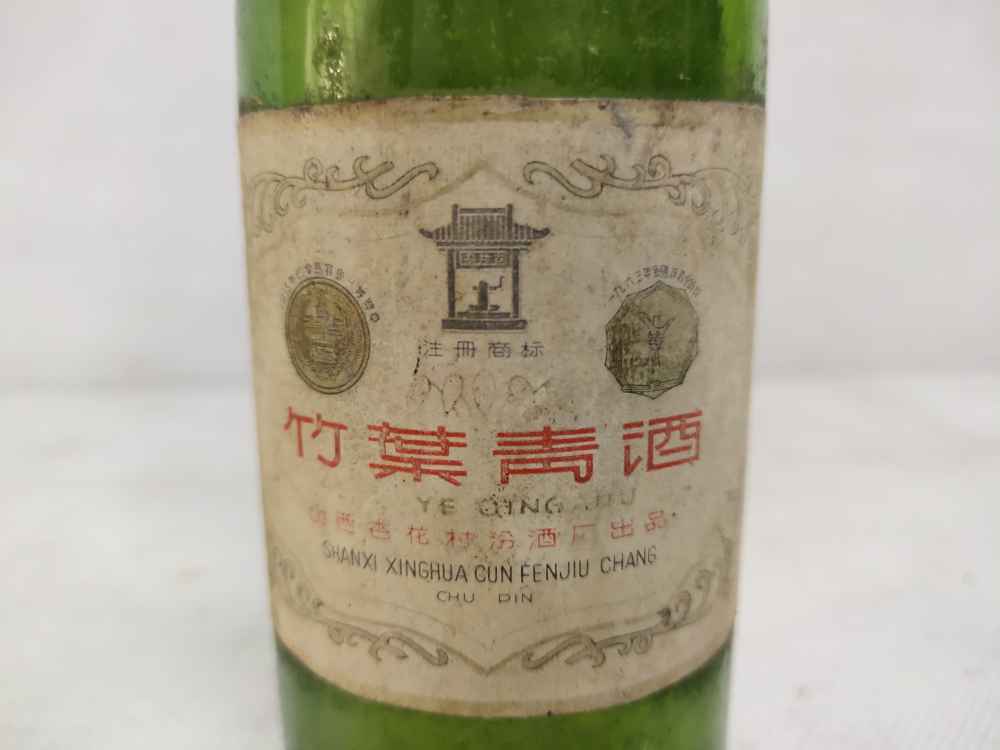 注册商标
竹葉青酒
YE QING JIU
山西杏花村汾酒厂出品
SHANXI XINGHUA CUN FENJIU CHANG
CHU PIN